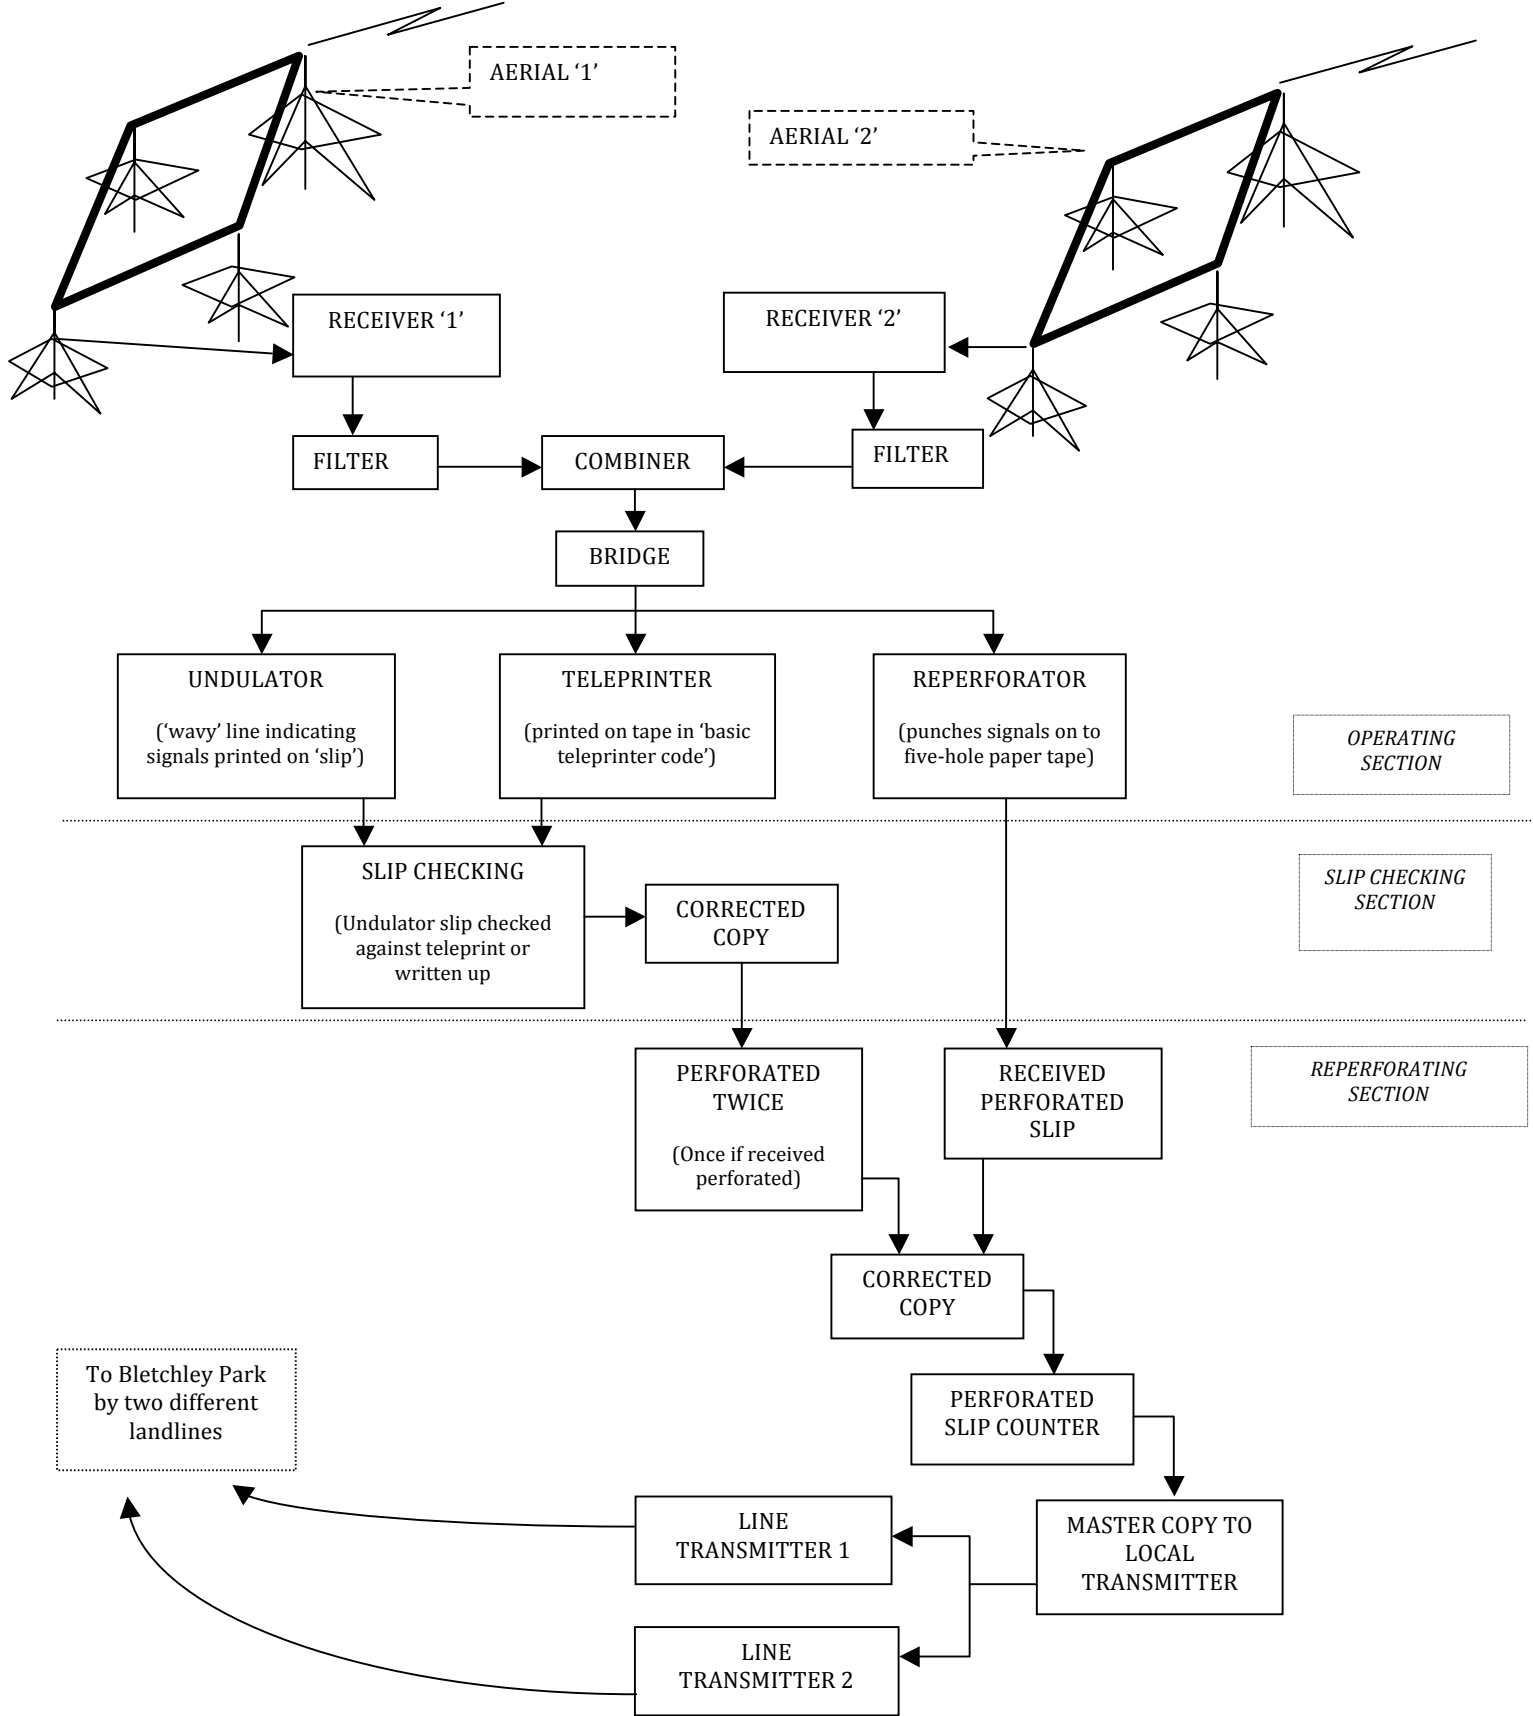 AERIAL ‘1’
AERIAL ‘2’
RECEIVER ‘1’
RECEIVER ‘2’
FILTER
COMBINER
FILTER
BRIDGE
UNDULATOR
(‘wavy’ line indicating
signals printed on ‘slip’)
TELEPRINTER
(printed on tape in ‘basic
teleprinter code’)
REPERFORATOR
(punches signals on to
five-hole paper tape)
OPERATING
SECTION
SLIP CHECKING
(Undulator slip checked
against teleprint or
written up
CORRECTED
COPY
SLIP CHECKING
SECTION
PERFORATED
TWICE
(Once if received
perforated)
RECEIVED
PERFORATED
SLIP
REPERFORATING
SECTION
CORRECTED
COPY
PERFORATED
SLIP COUNTER
To Bletchley Park
by two different
landlines
LINE
TRANSMITTER 1
MASTER COPY TO
LOCAL
TRANSMITTER
LINE
TRANSMITTER 2